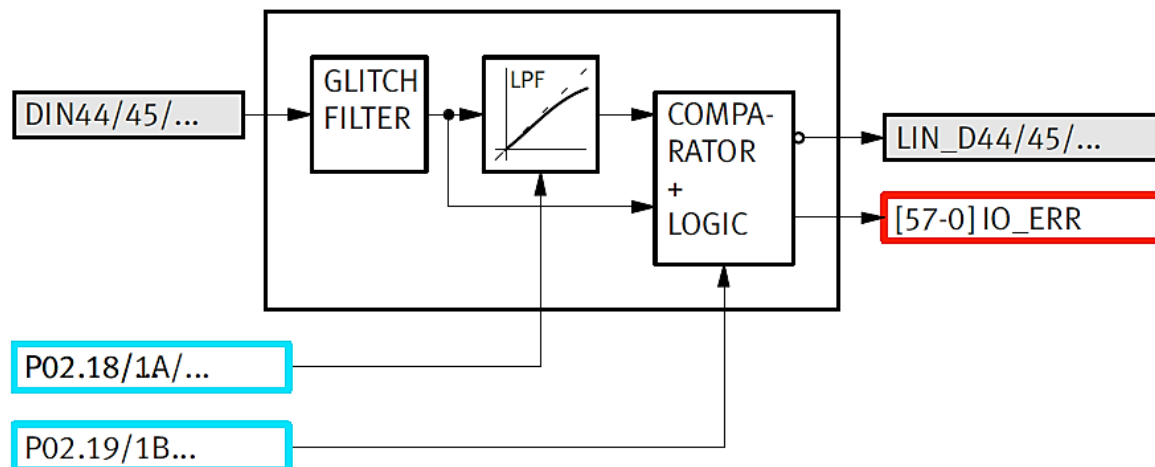 GLITCH
FILTER
LPF
DIN44/45/...
COMPA-
RATOR
+
LOGIC
LIN_D44/45/...
[57-0] IO_ERR
P02.18/1A/...
P02.19/1B...